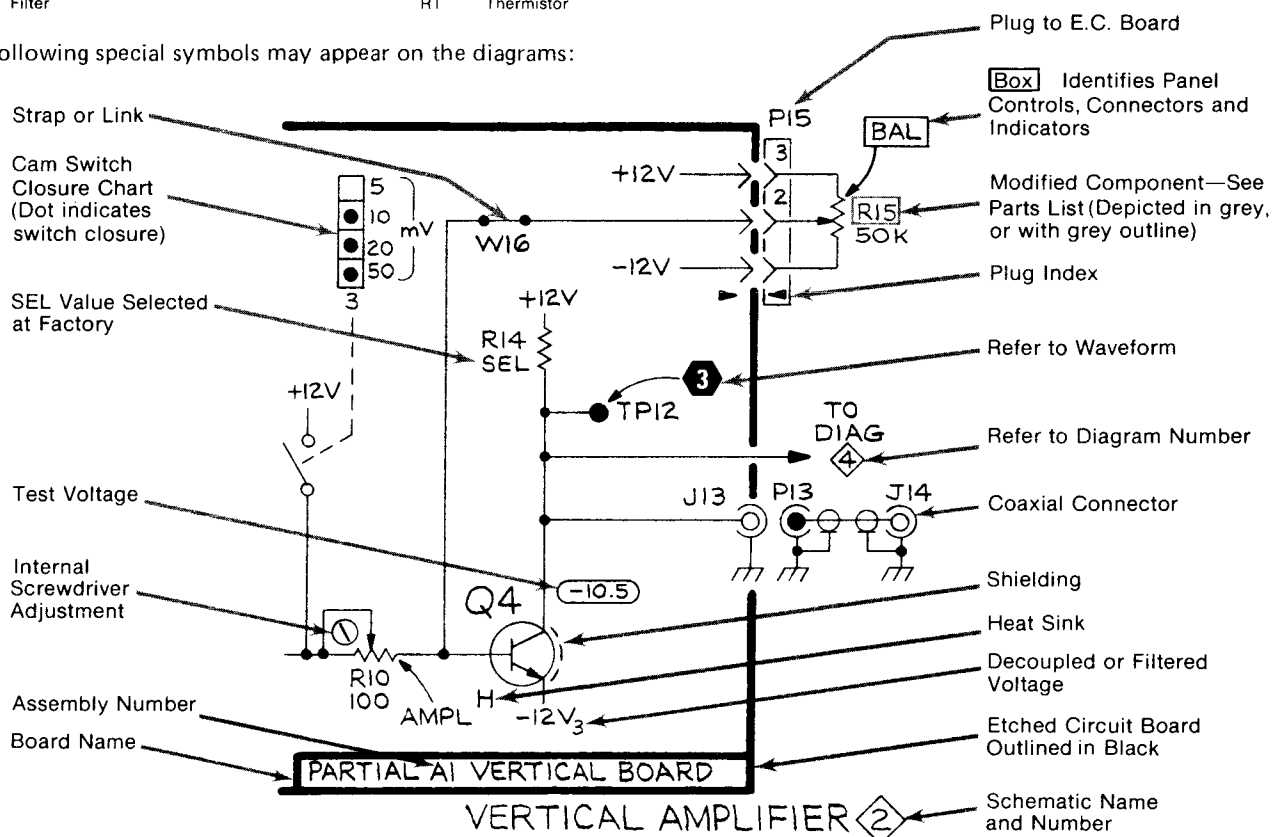 Filter
RT Thermistor
ollowing special symbols may appear on the diagrams:
Plug to E.C. Board
Box Identifies Panel
Controls, Connectors and
Indicators
Strap or Link
P15
BAL
Cam Switch
Closure Chart
(Dot indicates
switch closure)
5
10
20
50
mV
3
+12V
3
2
W16
-12V
R15
50K
Modified Component—See
Parts List (Depicted in grey,
or with grey outline)
Plug Index
SEL Value Selected
at Factory
+12V
R14
SEL
3
TP12
Refer to Waveform
+12V
TO
DIAG
4
Refer to Diagram Number
Test Voltage
J13
P13
J14
Coaxial Connector
Internal
Screwdriver
Adjustment
-10.5
Q4
Shielding
Heat Sink
R10
100
AMPL
H
-12V3
Decoupled or Filtered
Voltage
Assembly Number
Board Name
Etched Circuit Board
Outlined in Black
PARTIAL A1 VERTICAL BOARD
VERTICAL AMPLIFIER 2
Schematic Name
and Number